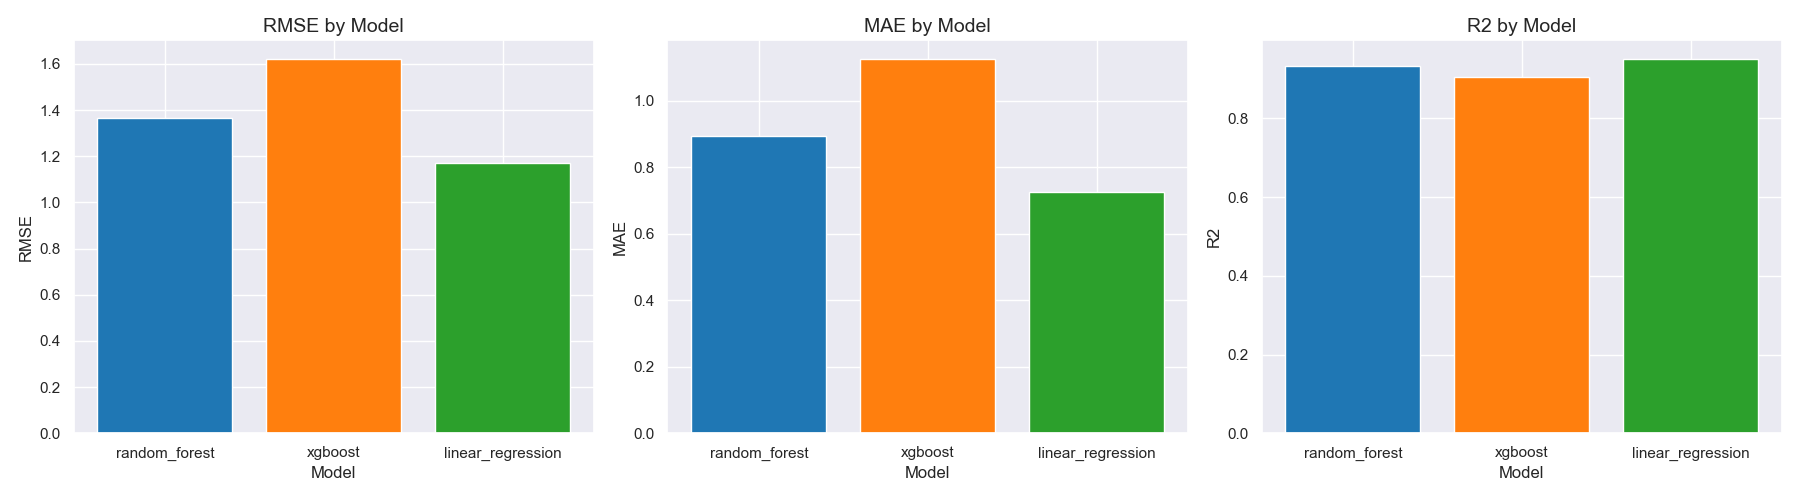 RMSE by Model
1.6
1.4
1.2
1.0
0.8
0.6
0.4
0.2
0.0
RMSE
random_forest
xgboost
linear_regression
Model
MAE by Model
1.0
0.8
0.6
0.4
0.2
0.0
MAE
random_forest
xgboost
linear_regression
Model
R2 by Model
0.8
0.6
0.4
0.2
0.0
R2
random_forest
xgboost
linear_regression
Model